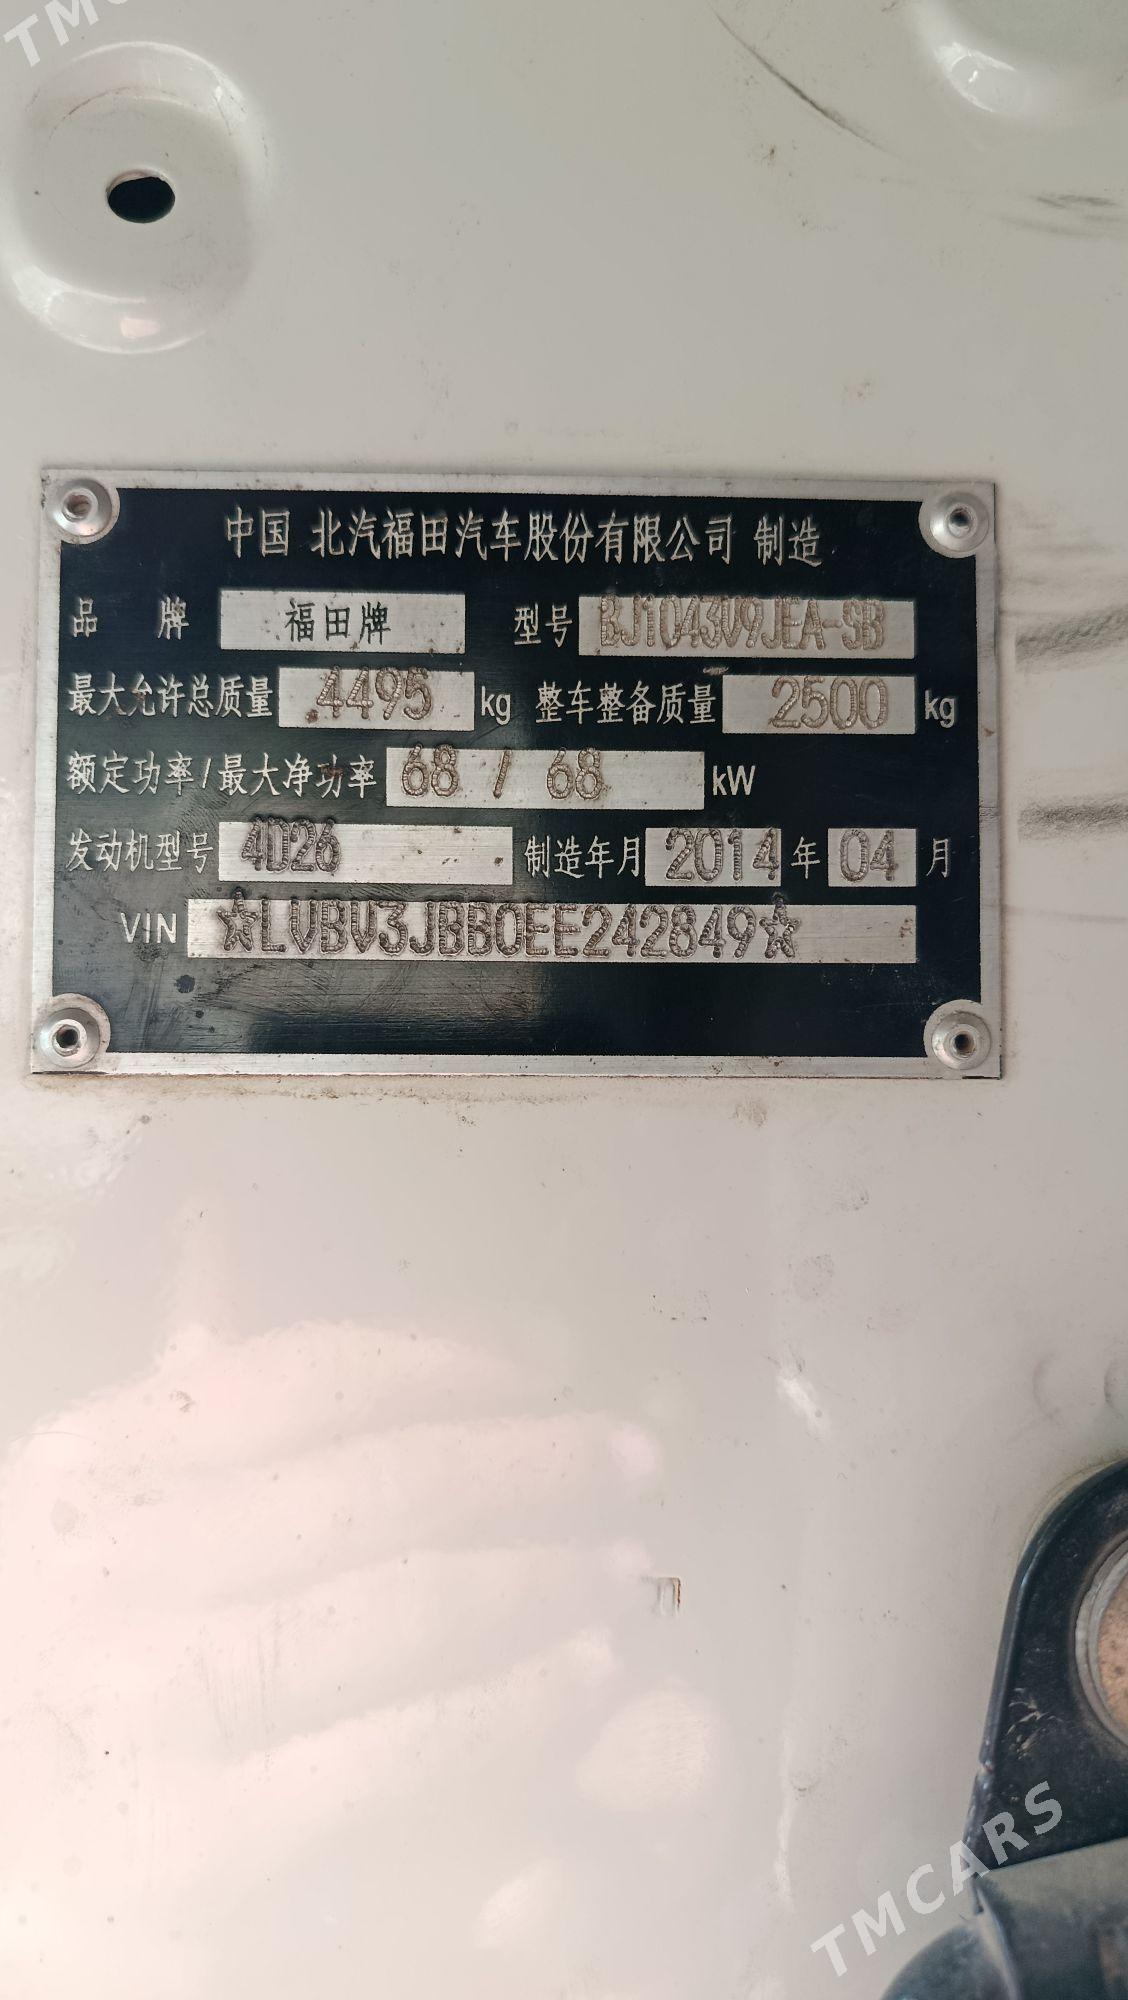 TMC
中国 北汽福田汽车股份有限公司 制造
品 牌 福田牌 型号 BJ1043V9JEA-SB
最大允许总质量 4495 kg 整车整备质量 2500 kg
额定功率/最大净功率 68 / 68 kW
发动机型号 4D26 制造年月 2014 年 04 月
VIN ☆LVBV3JBB0EE242849☆
TMCARS